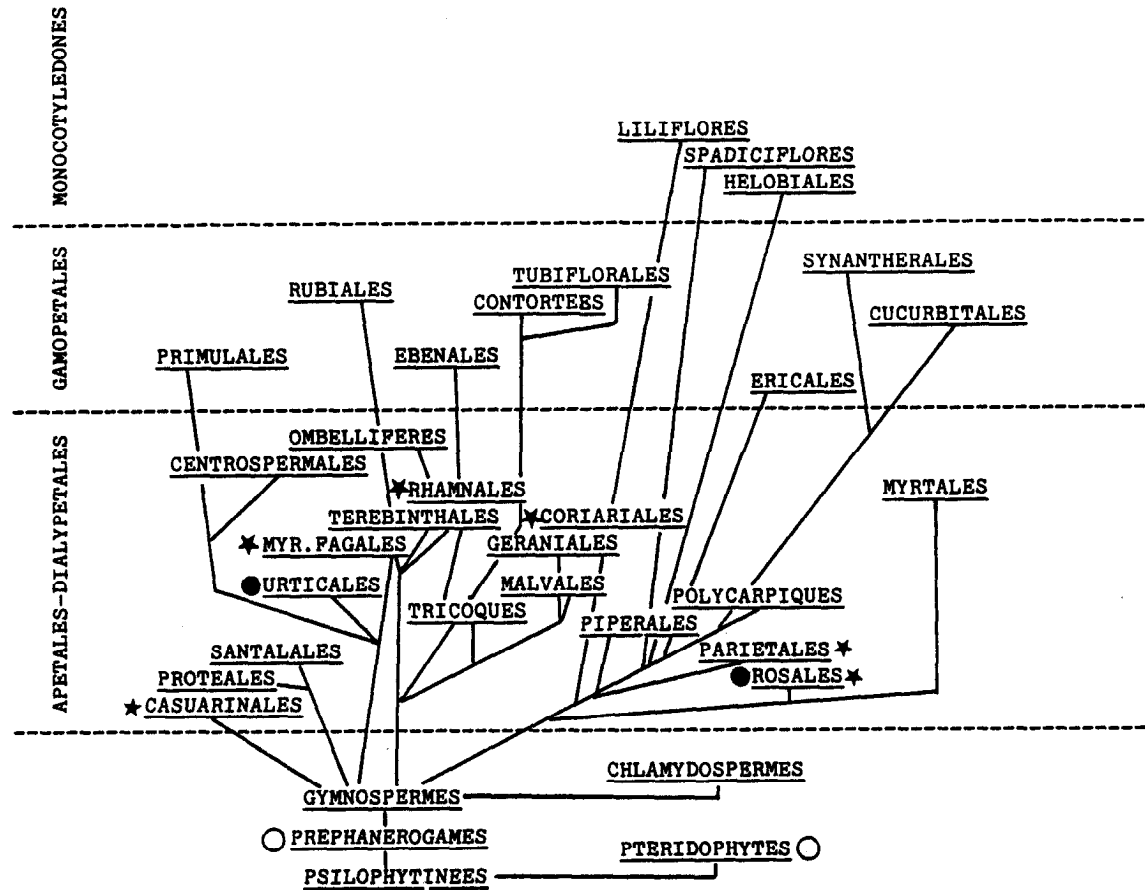 MONOCOTYLEDONES
LILIFLORES
SPADICIFLORES
HELOBIALES
GAMOPETALES
SYNANTHERALES
TUBIFLORALES
RUBIALES
CONTORTEES
CUCURBITALES
PRIMULALES
EBENALES
ERICALES
APETALES-DIALYPETALES
OMBELLIFERES
CENTROSPERMALES
RHAMNALES
MYRTALES
TEREBINTHALES
CORIARIALES
MYR.FAGALES
GERANIALES
URTICALES
MALVALES
POLYCARPIQUES
TRICOQUES
PIPERALES
SANTALALES
PARIETALES
PROTEALES
ROSALES
CASUARINALES
CHLAMYDOSPERMES
GYMNOSPERMES
PREPHANEROGAMES
PTERIDOPHYTES
PSILOPHYTINEES